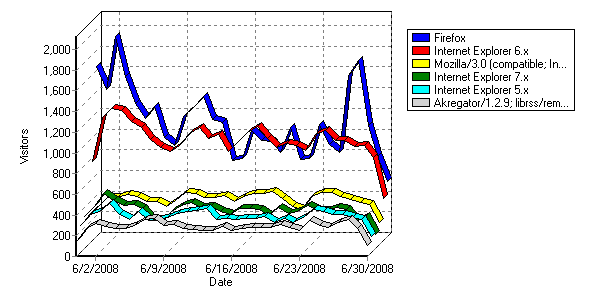 2,000
1,800
1,600
1,400
1,200
1,000
800
600
400
200
0
Visitors
6/2/2008 6/9/2008 6/16/2008 6/23/2008 6/30/2008
Date
Firefox
Internet Explorer 6.x
Mozilla/3.0 (compatible; In...
Internet Explorer 7.x
Internet Explorer 5.x
Akregator/1.2.9; librss/rem...